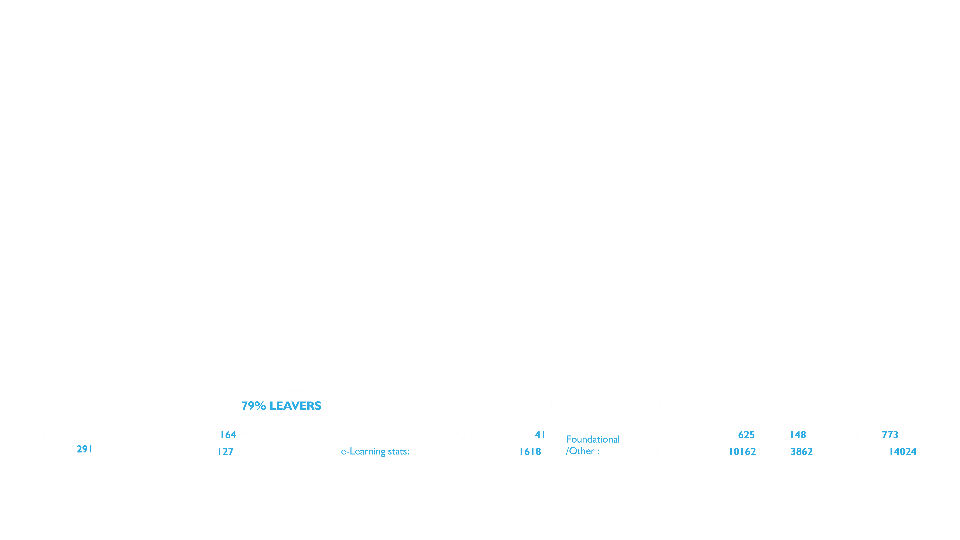 79% LEAVERS
164 41 Foundational 625 148 773
291
127 e-Learning stats: 1618 /Other : 10162 3862 14024